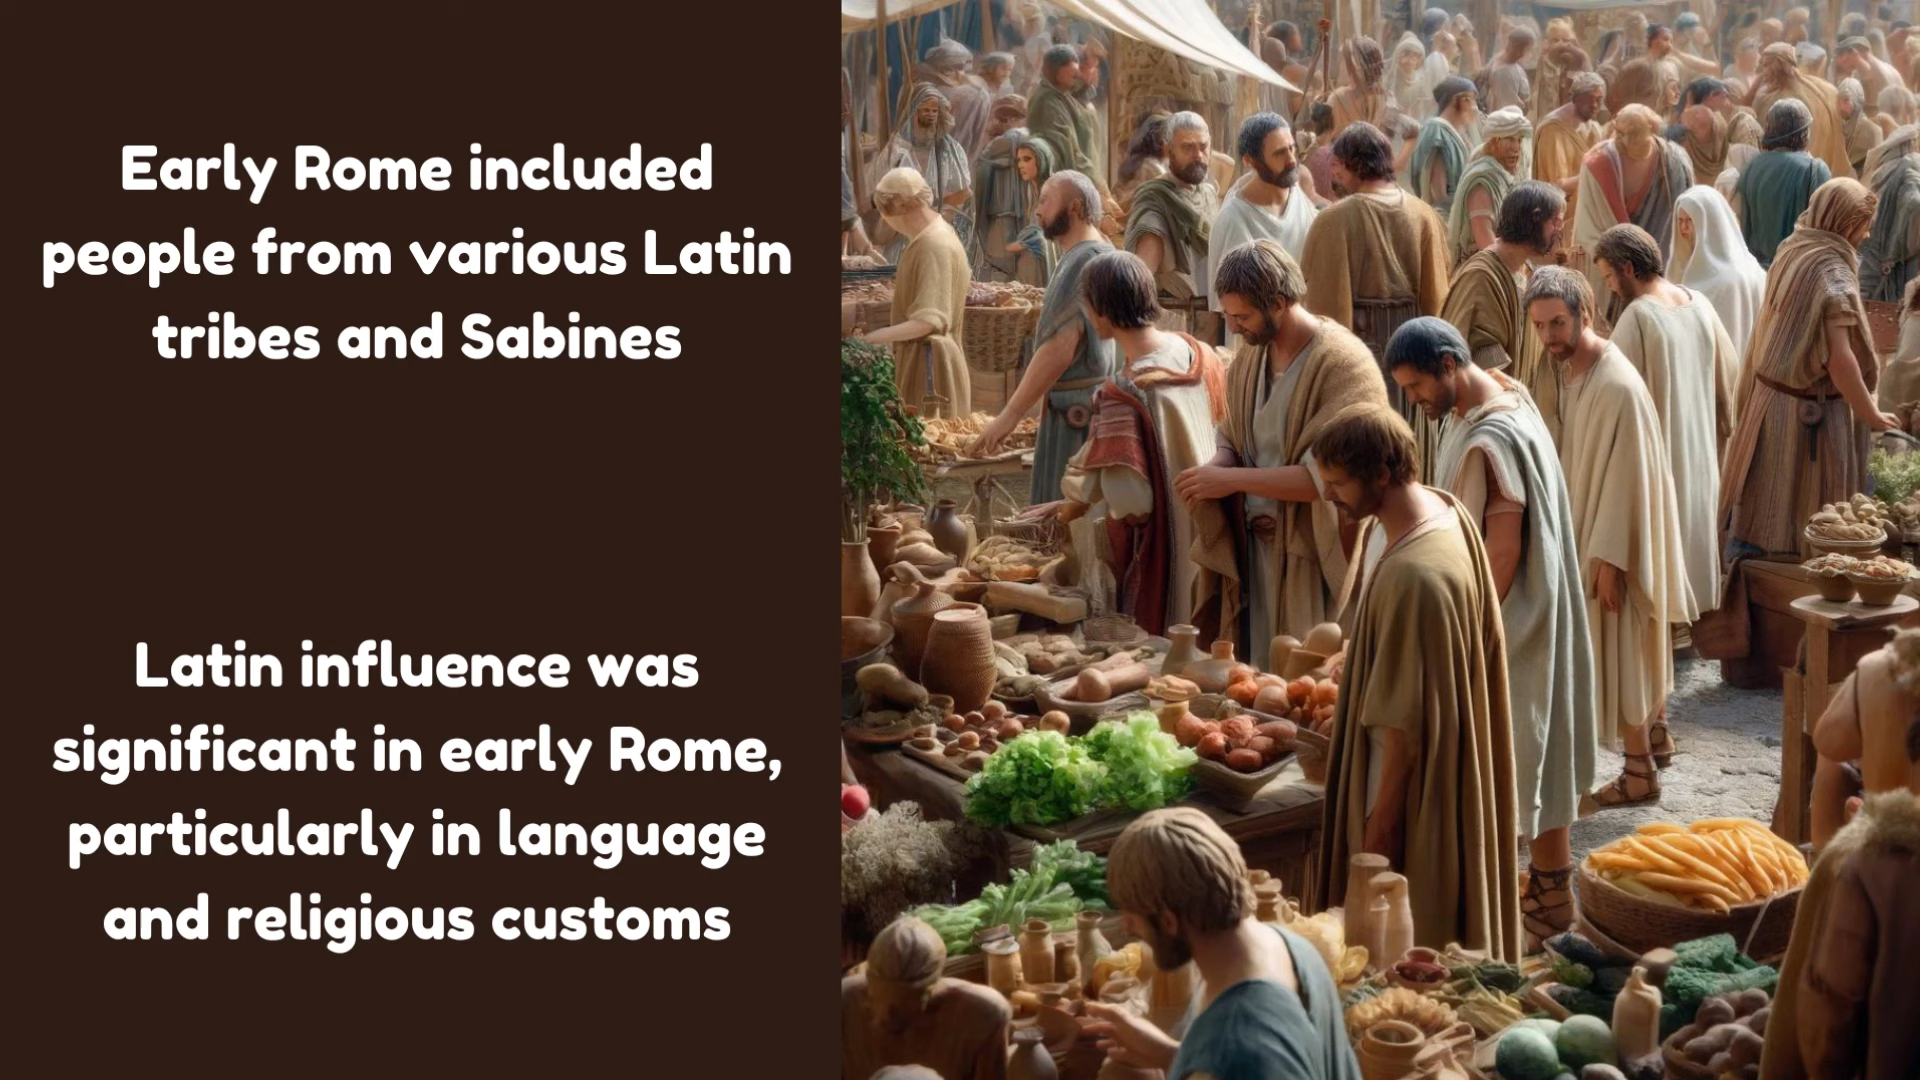 Early Rome included
people from various Latin
tribes and Sabines
Latin influence was
significant in early Rome,
particularly in language
and religious customs